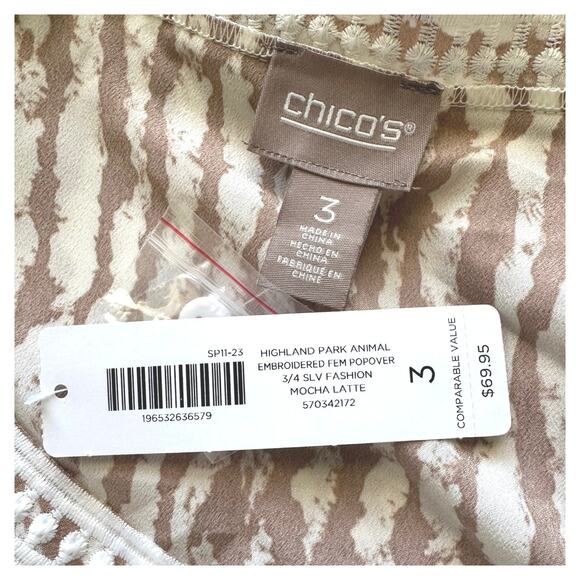 chico's®
3
MADE IN
CHINA
HECHO EN
CHINA
FABRIQUÉ EN
CHINE
SP11-23
HIGHLAND PARK ANIMAL
EMBROIDERED FEM POPOVER
3/4 SLV FASHION
MOCHA LATTE
570342172
196532636579
3
COMPARABLE VALUE
$69.95